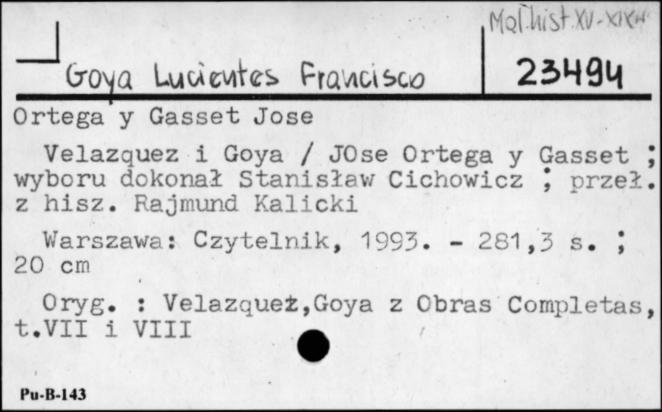 Mal. hist. XV-XIX w
Goya Lucientes Francisco
23494
Ortega y Gasset Jose
Velazquez i Goya / JOse Ortega y Gasset ;
wyboru dokonał Stanisław Cichowicz ; przeł.
z hisz. Rajmund Kalicki
Warszawa: Czytelnik, 1993. - 281,3 s. ;
20 cm
Oryg. : Velazquez,Goya z Obras Completas,
t.VII i VIII
Pu-B-143